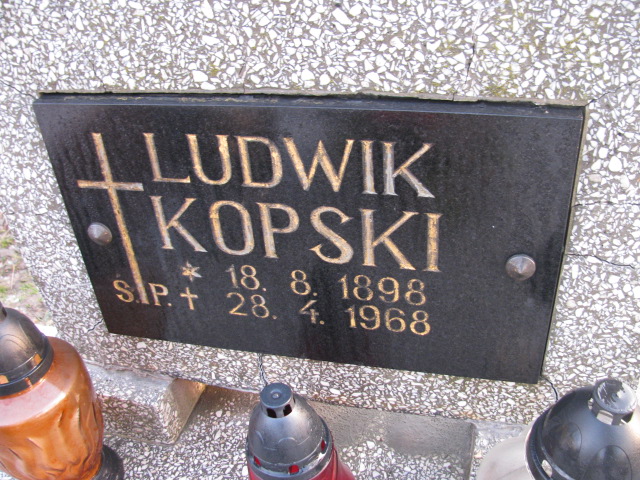 LUDWIK
KOPSKI
* 18. 8. 1898
Ś.P. † 28. 4. 1968